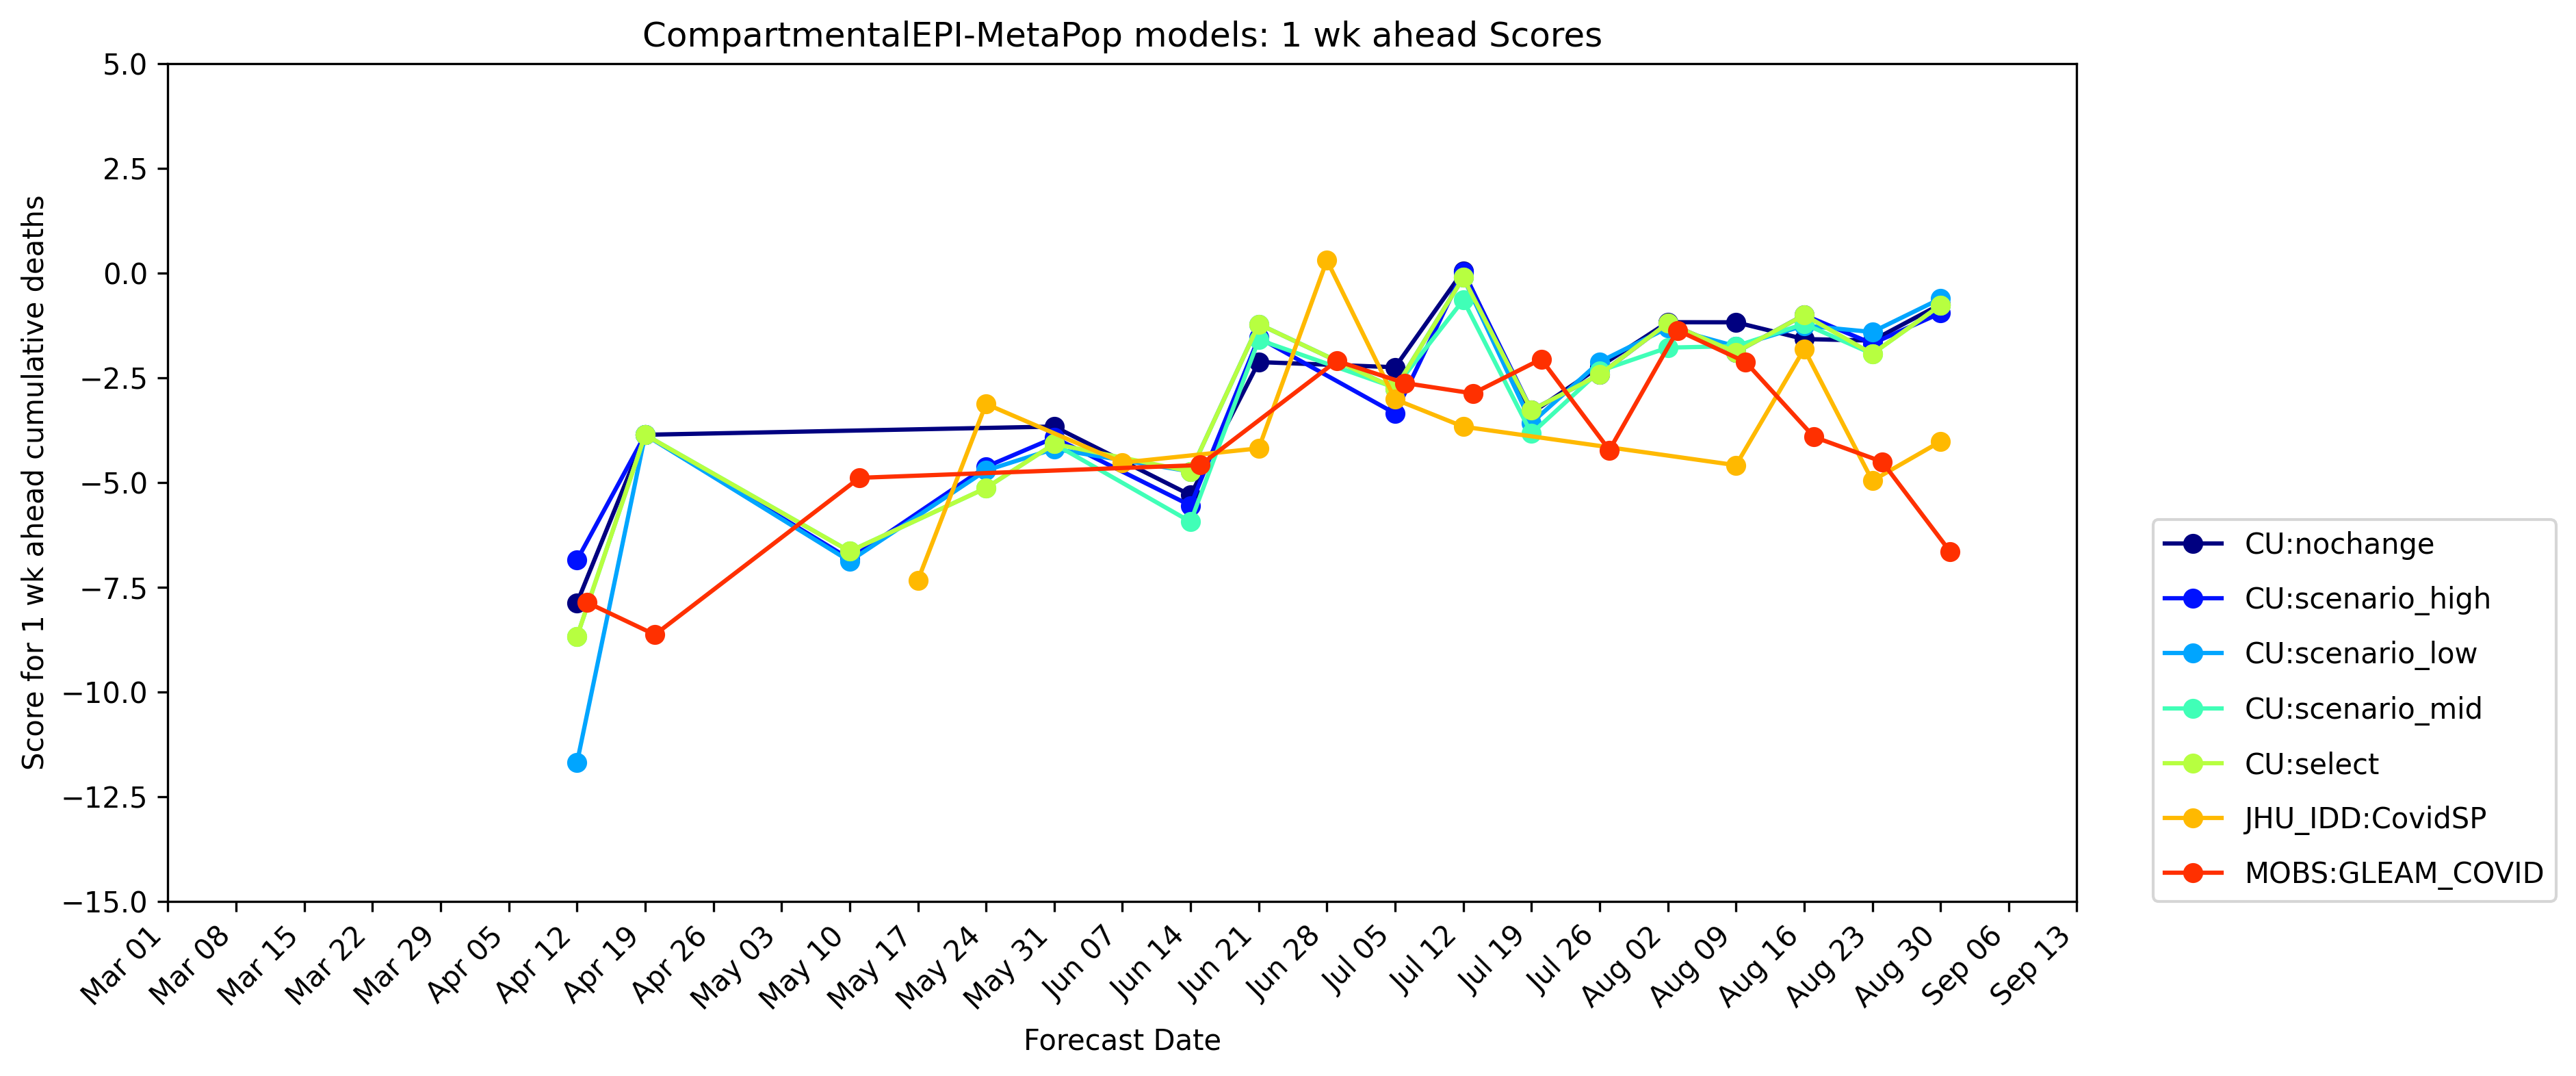 CompartmentalEPI-MetaPop models: 1 wk ahead Scores
Score for 1 wk ahead cumulative deaths
5.0
2.5
0.0
−2.5
−5.0
−7.5
−10.0
−12.5
−15.0
Mar 01
Mar 08
Mar 15
Mar 22
Mar 29
Apr 05
Apr 12
Apr 19
Apr 26
May 03
May 10
May 17
May 24
May 31
Jun 07
Jun 14
Jun 21
Jun 28
Jul 05
Jul 12
Jul 19
Jul 26
Aug 02
Aug 09
Aug 16
Aug 23
Aug 30
Sep 06
Sep 13
Forecast Date
CU:nochange
CU:scenario_high
CU:scenario_low
CU:scenario_mid
CU:select
JHU_IDD:CovidSP
MOBS:GLEAM_COVID